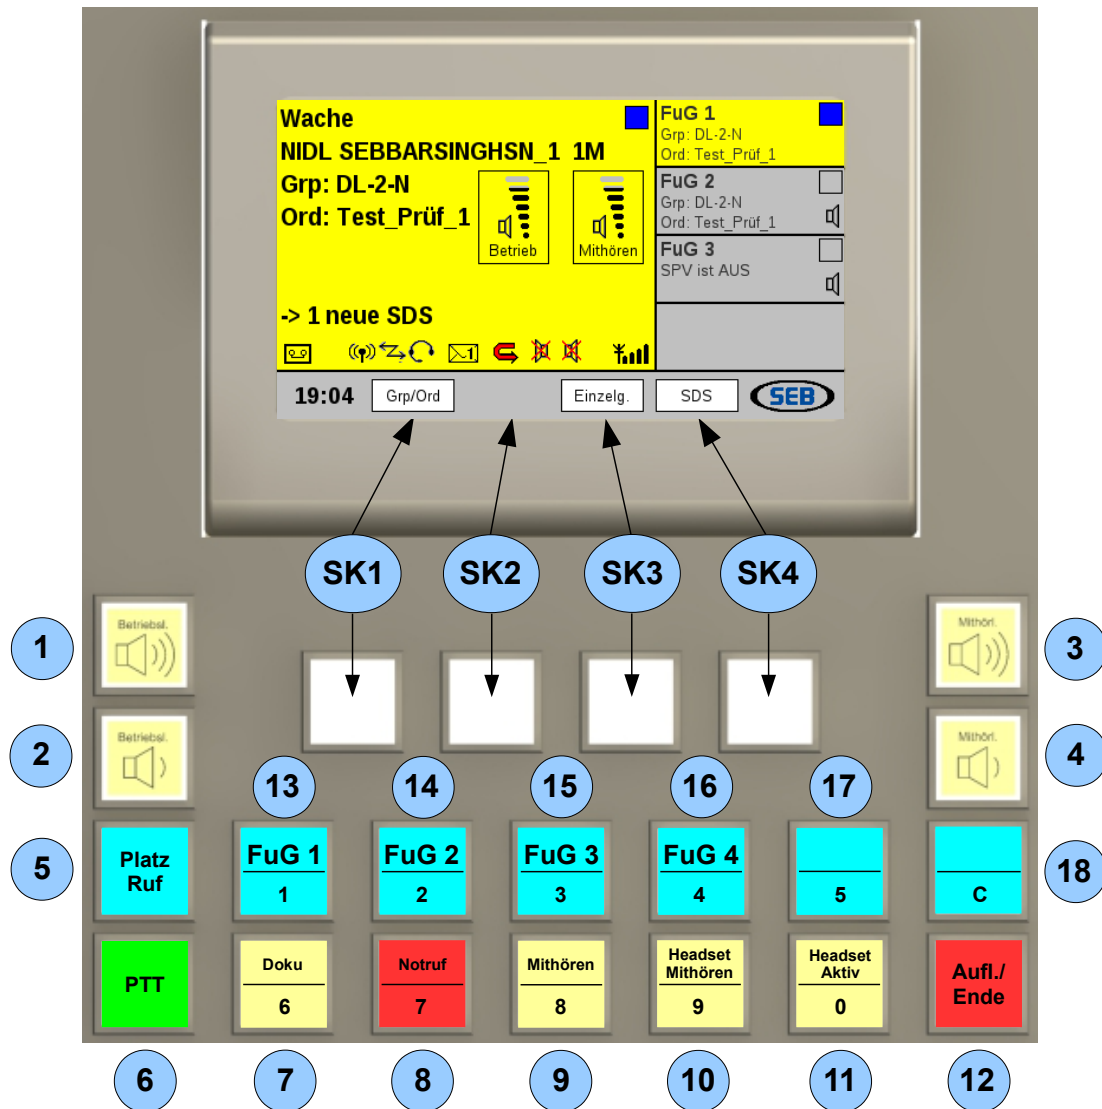 Wache
NIDL SEBBARSINGHSN_1 1M
Grp: DL-2-N
Ord: Test_Prüf_1
Betrieb
Mithören
-> 1 neue SDS
1
FuG 1
Grp: DL-2-N
Ord: Test_Prüf_1
FuG 2
Grp: DL-2-N
Ord: Test_Prüf_1
FuG 3
SPV ist AUS
19:04
Grp/Ord
Einzelg.
SDS
SEB
SK1
SK2
SK3
SK4
1
Betriebsl.
Mithörl.
3
2
Betriebsl.
Mithörl.
4
13
14
15
16
17
5
Platz
Ruf
FuG 1
1
FuG 2
2
FuG 3
3
FuG 4
4
5
C
18
PTT
Doku
6
Notruf
7
Mithören
8
Headset
Mithören
9
Headset
Aktiv
0
Aufl./
Ende
6
7
8
9
10
11
12